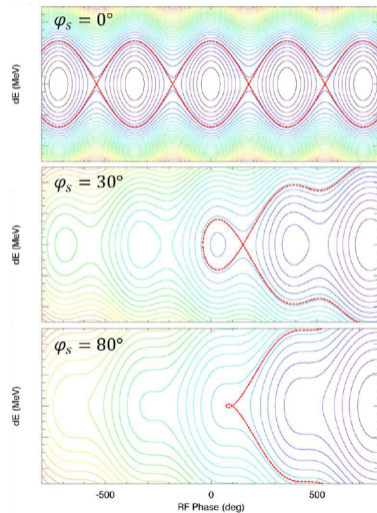 φₛ = 0°
dE (MeV)
φₛ = 30°
dE (MeV)
φₛ = 80°
dE (MeV)
-500 0 500
RF Phase (deg)